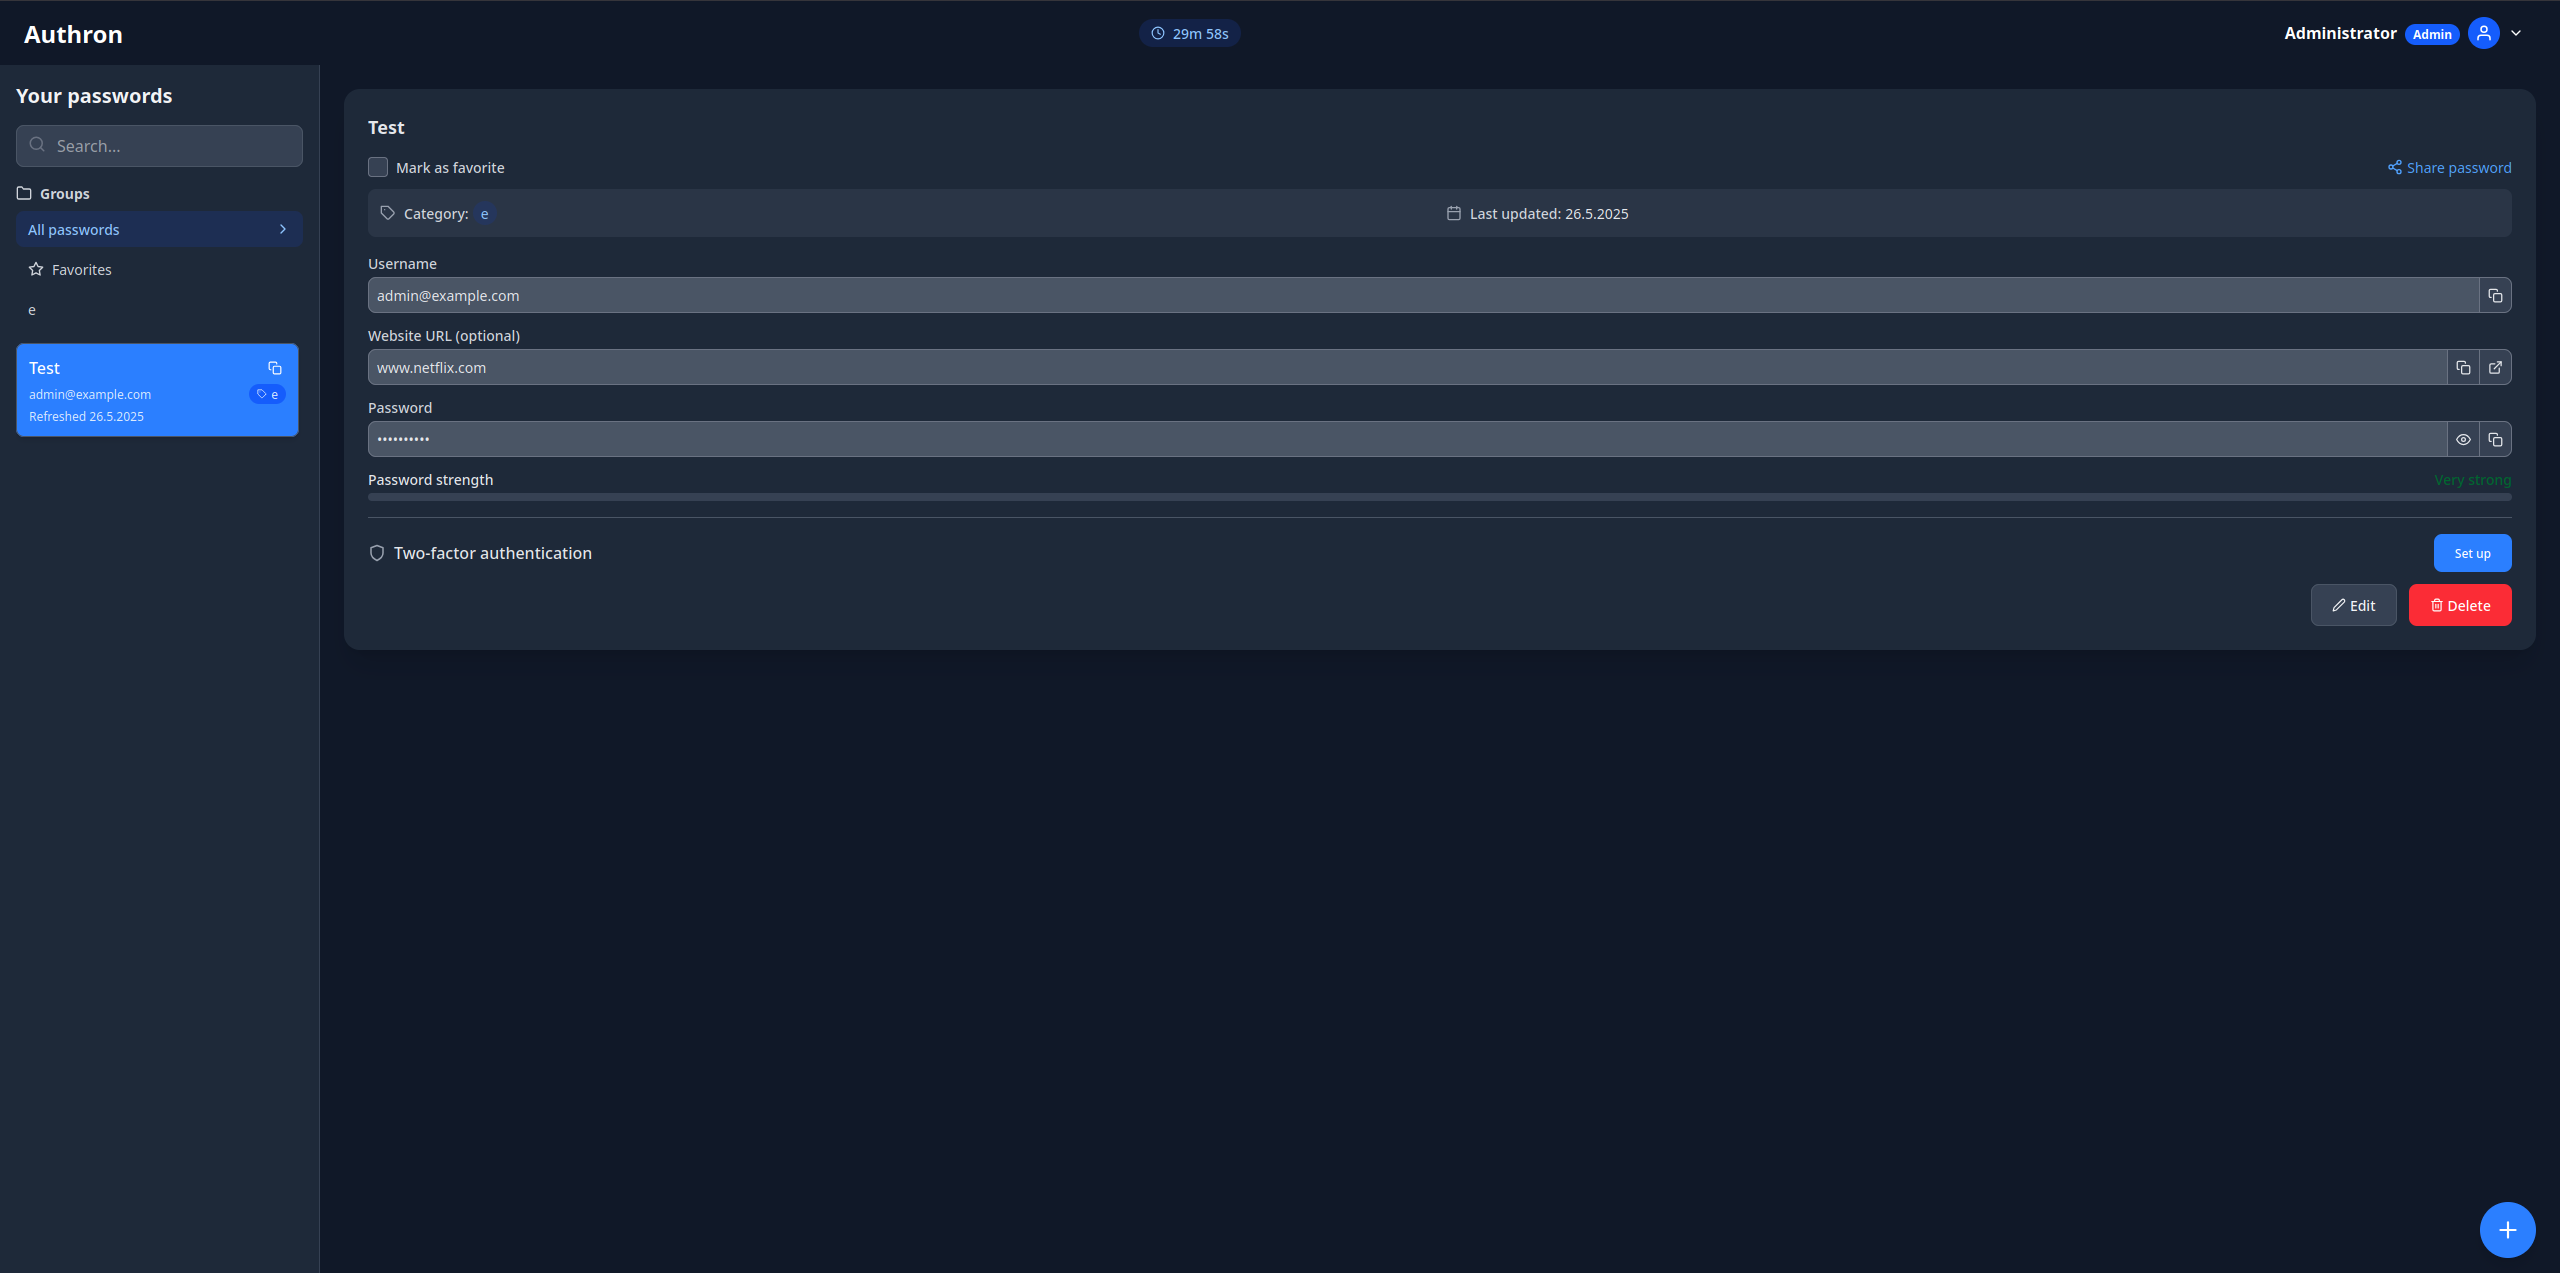 Authron
29m 58s
Administrator Admin
Your passwords
Search...
Groups
All passwords
Favorites
e
Test
admin@example.com e
Refreshed 26.5.2025
Test
Mark as favorite Share password
Category: e Last updated: 26.5.2025
Username
admin@example.com
Website URL (optional)
www.netflix.com
Password
••••••••••
Password strength Very strong
Two-factor authentication Set up
Edit Delete